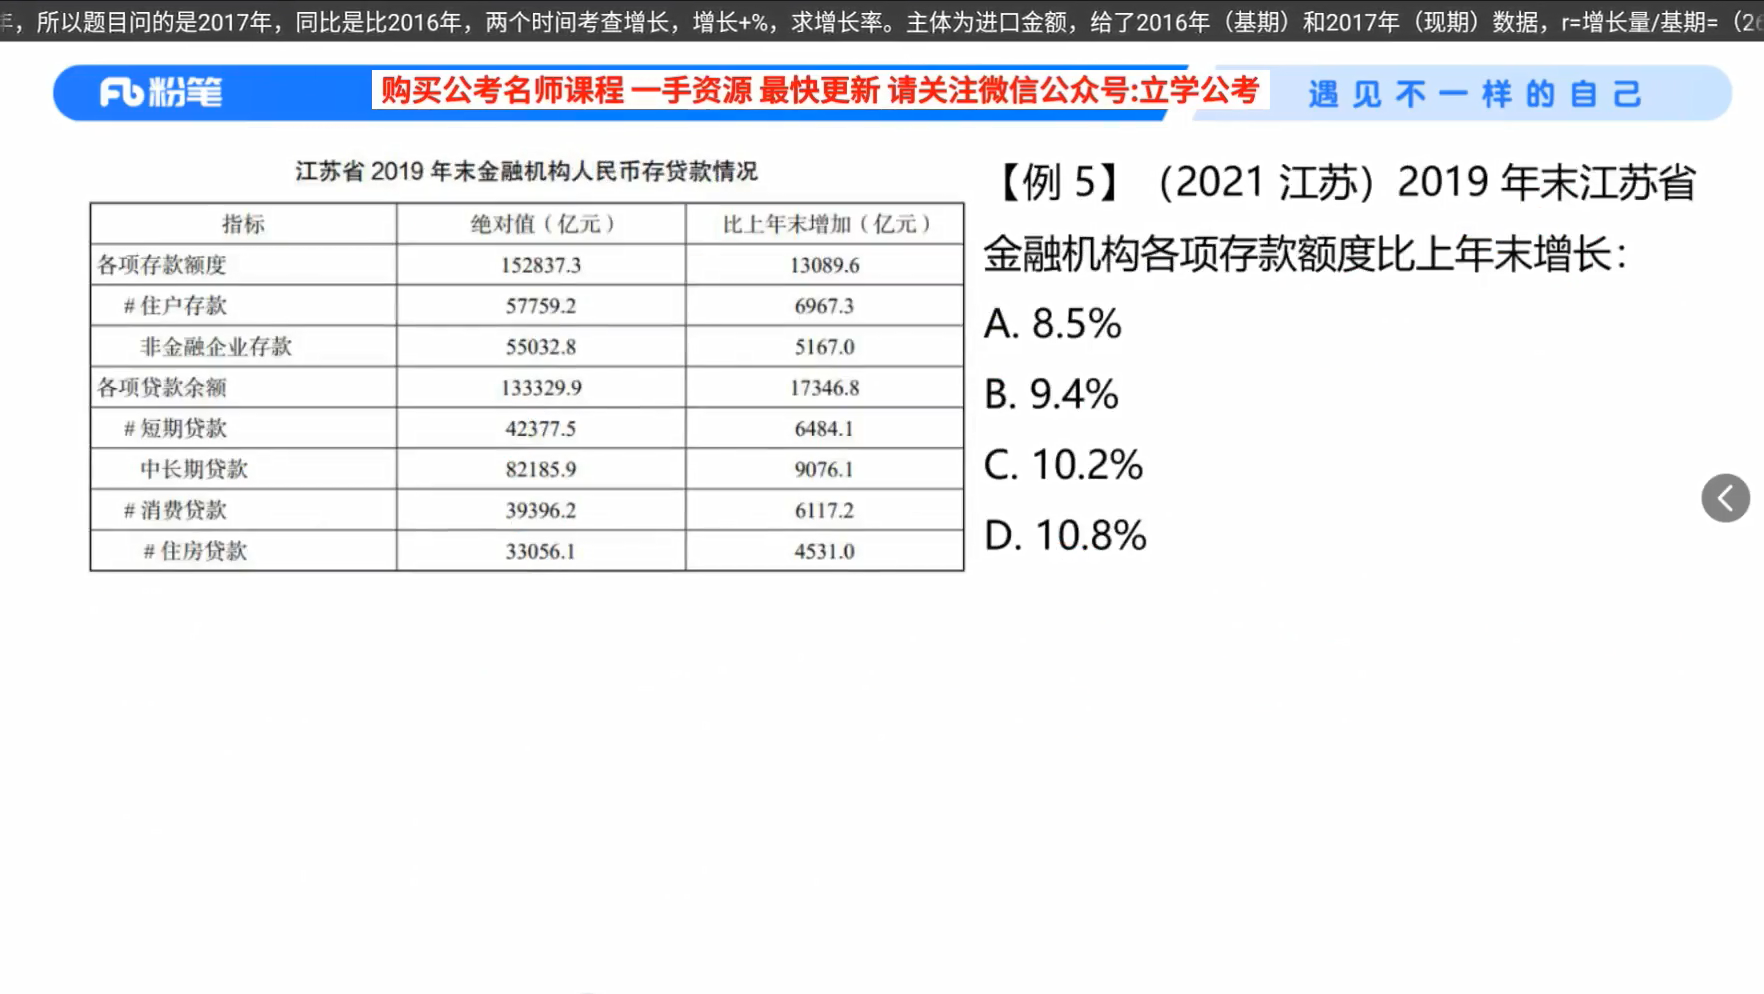 年，所以题目问的是2017年，同比是比2016年，两个时间考查增长，增长+%，求增长率。主体为进口金额，给了2016年（基期）和2017年（现期）数据，r=增长量/基期=（26
粉笔
购买公考名师课程 一手资源 最快更新 请关注微信公众号:立学公考
遇见不一样的自己
江苏省 2019 年末金融机构人民币存贷款情况
指标 绝对值（亿元） 比上年末增加（亿元）
各项存款额度 152837.3 13089.6
# 住户存款 57759.2 6967.3
非金融企业存款 55032.8 5167.0
各项贷款余额 133329.9 17346.8
# 短期贷款 42377.5 6484.1
中长期贷款 82185.9 9076.1
# 消费贷款 39396.2 6117.2
# 住房贷款 33056.1 4531.0
【例 5】（2021 江苏）2019 年末江苏省
金融机构各项存款额度比上年末增长：
A. 8.5%
B. 9.4%
C. 10.2%
D. 10.8%